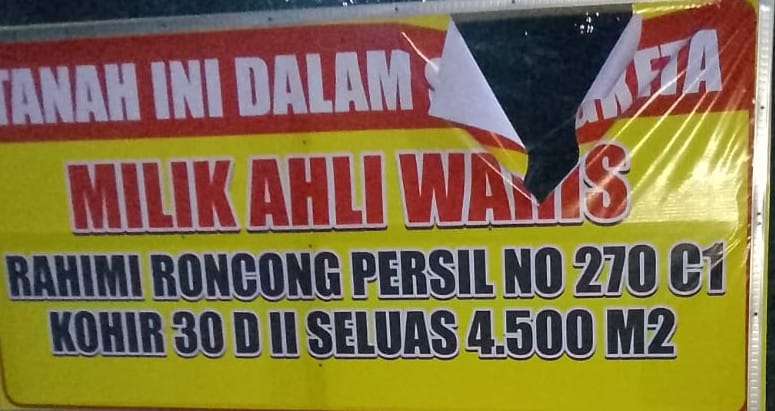 TANAH INI DALAM
MILIK AHLI WARIS
RAHIMI RONCONG PERSIL NO 270 C1
KOHIR 30 D II SELUAS 4.500 M2